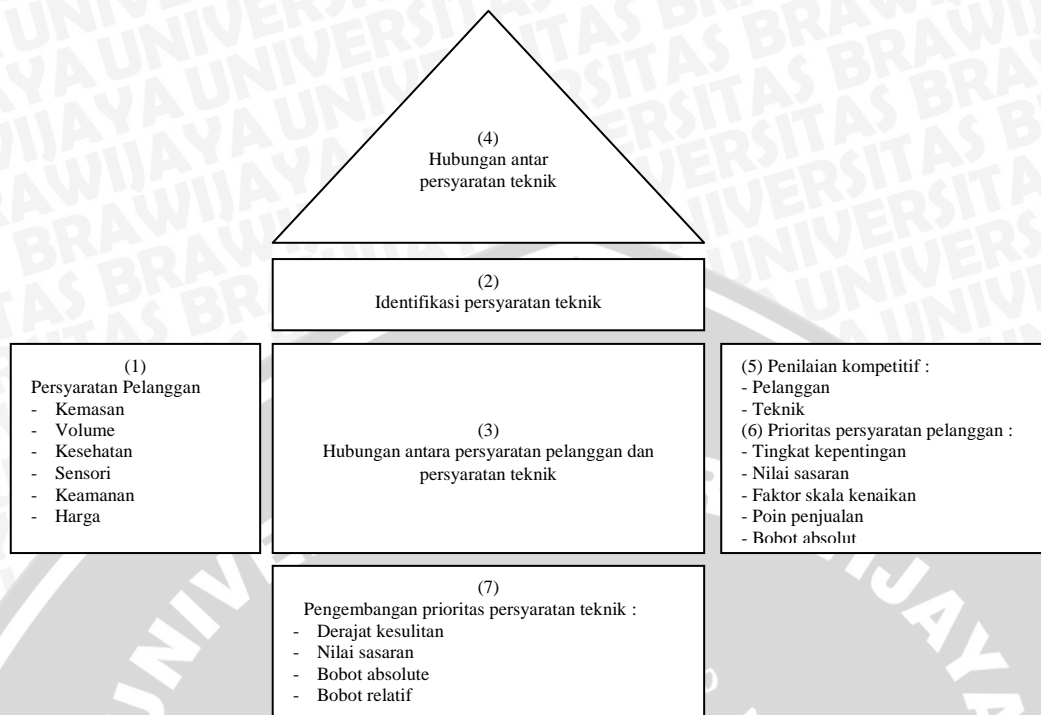 (4)
Hubungan antar
persyaratan teknik
(2)
Identifikasi persyaratan teknik
(1)
Persyaratan Pelanggan
- Kemasan
- Volume
- Kesehatan
- Sensori
- Keamanan
- Harga
(3)
Hubungan antara persyaratan pelanggan dan
persyaratan teknik
(5) Penilaian kompetitif :
- Pelanggan
- Teknik
(6) Prioritas persyaratan pelanggan :
- Tingkat kepentingan
- Nilai sasaran
- Faktor skala kenaikan
- Poin penjualan
- Bobot absolut
(7)
Pengembangan prioritas persyaratan teknik :
- Derajat kesulitan
- Nilai sasaran
- Bobot absolute
- Bobot relatif